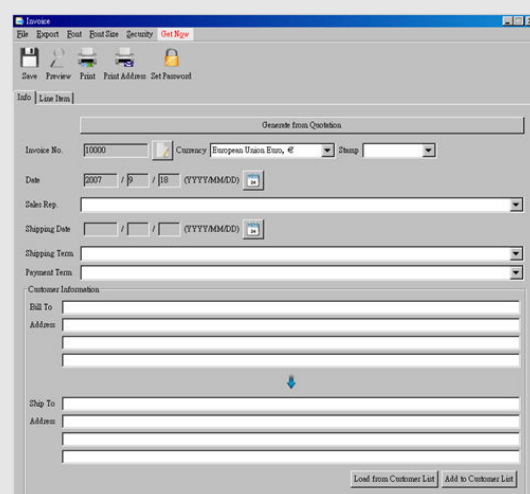 Invoice
File Export Font Font Size Security Get Now
Save Preview Print Print Address Set Password
Info Line Item
Generate from Quotation
Invoice No. 10000 Currency European Union Euro, € Stamp
Date 2007 / 9 / 18 (YYYY/MM/DD) 24
Sales Rep.
Shipping Date / / (YYYY/MM/DD) 24
Shipping Term
Payment Term
Customer Information
Bill To
Address
Ship To
Address
Load from Customer List Add to Customer List